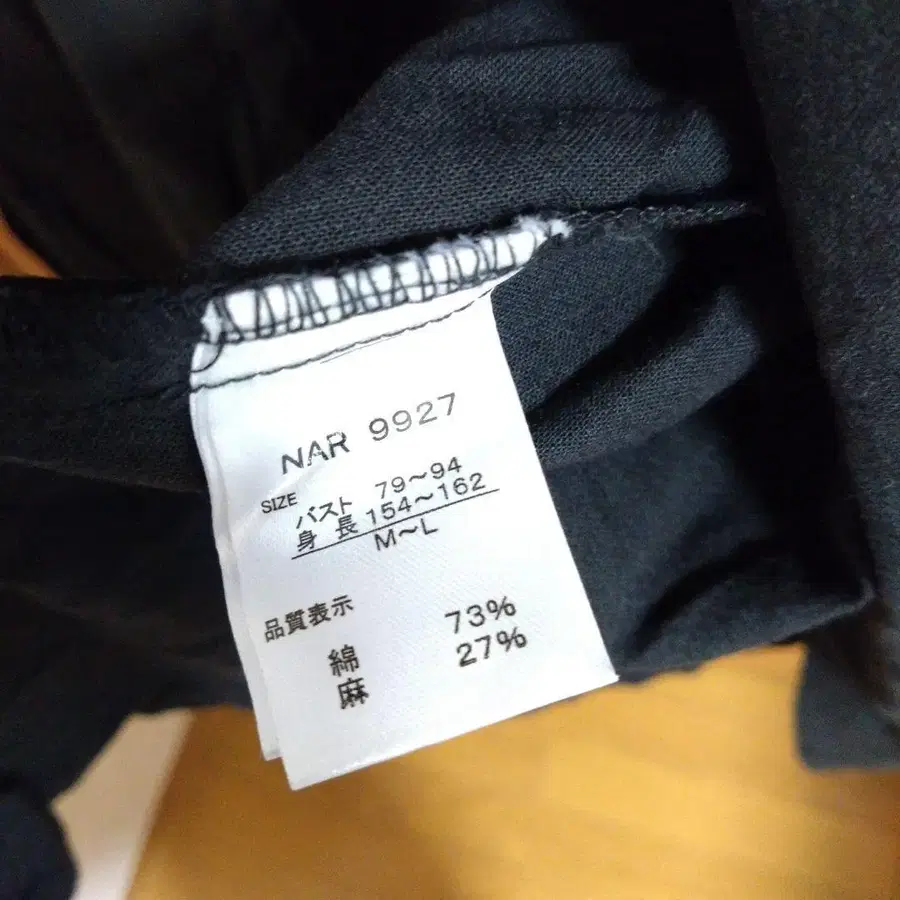 NAR 9927
SIZE
バスト 79～94
身長 154～162
M～L
品質表示
綿 73%
麻 27%